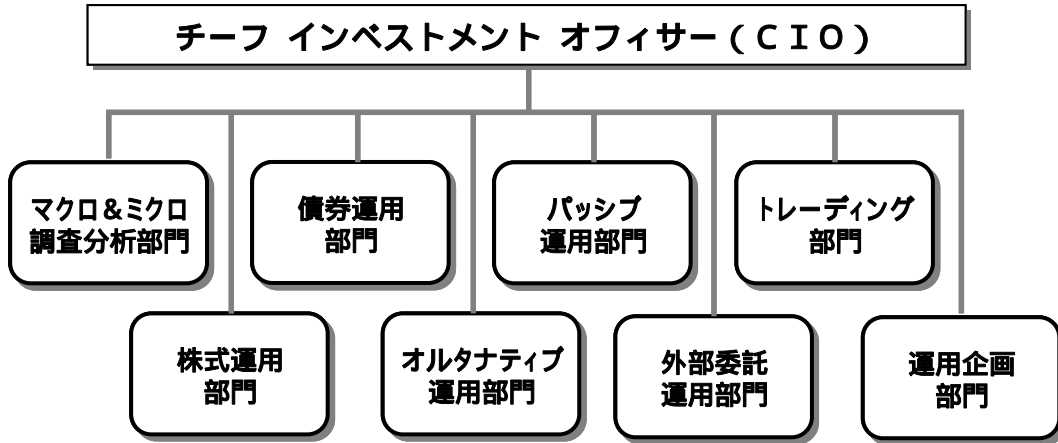 チーフ インベストメント オフィサー（ＣＩＯ）
マクロ＆ミクロ
調査分析部門
債券運用
部門
パッシブ
運用部門
トレーディング
部門
株式運用
部門
オルタナティブ
運用部門
外部委託
運用部門
運用企画
部門